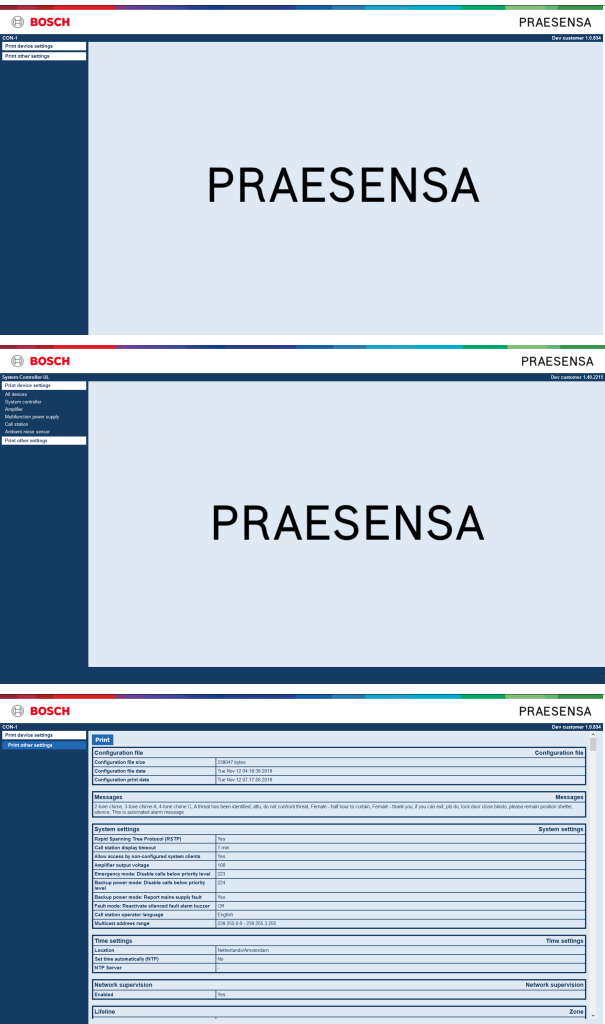 BOSCH
PRAESENSA
CON-1
Dev customer 1.0.834
Print device settings
Print other settings
PRAESENSA
BOSCH
PRAESENSA
System Controller-UL
Dev customer 1.40.2215
Print device settings
All devices
System controller
Amplifier
Multifunction power supply
Call station
Ambient noise sensor
Print other settings
PRAESENSA
BOSCH
PRAESENSA
CON-1
Dev customer 1.0.834
Print device settings
Print other settings
Print
Configuration file Configuration file
Configuration file size 239047 bytes
Configuration file date Tue Nov 12 04:19:38 2019
Configuration print date Tue Nov 12 07:17:56 2019
Messages Messages
2-tone chime, 3-tone chime A, 4-tone chime C, A threat has been identified, attu, do not confront threat, Female - half hour to curtain, Female - thank you, if you can exit, pls do, lock door close blinds, please remain position shelter,
silence, This is automated alarm message
System settings System settings
Rapid Spanning Tree Protocol (RSTP) Yes
Call station display timeout 1 min
Allow access by non-configured system clients Yes
Amplifier output voltage 100
Emergency mode: Disable calls below priority level 223
Backup power mode: Disable calls below priority level 224
Backup power mode: Report mains supply fault Yes
Fault mode: Reactivate silenced fault alarm buzzer Off
Call station operator language English
Multicast address range 239.255.0.0 - 239.255.3.255
Time settings Time settings
Location Netherlands/Amsterdam
Set time automatically (NTP) No
NTP Server -
Network supervision Network supervision
Enabled Yes
Lifeline Zone